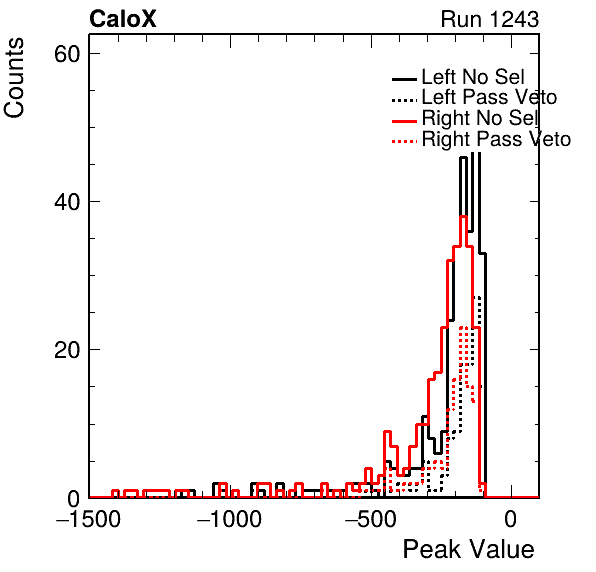 CaloX Run 1243
Counts
60
40
20
0
Left No Sel
Left Pass Veto
Right No Sel
Right Pass Veto
−1500 −1000 −500 0
Peak Value